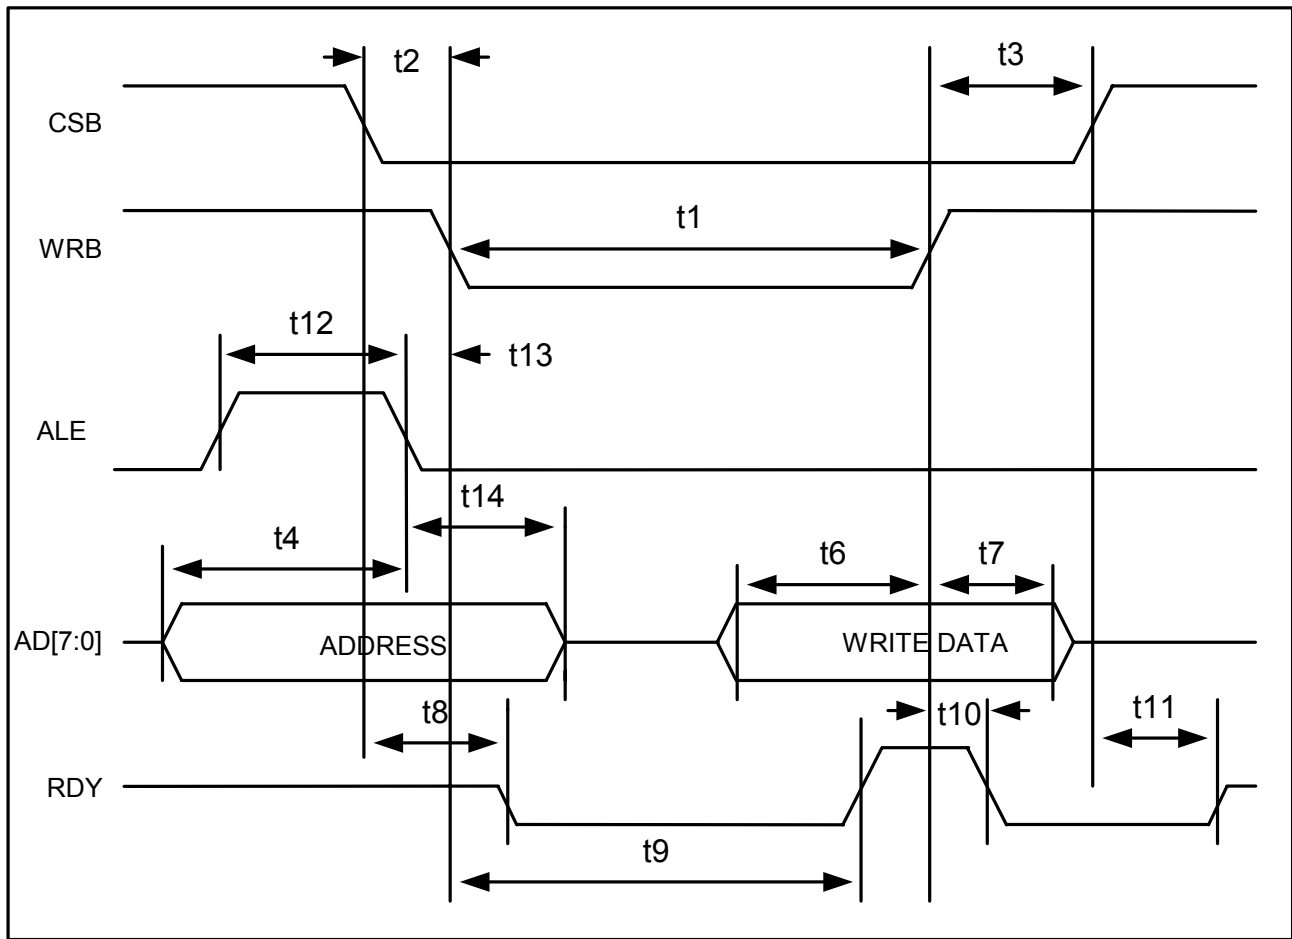 t2
t3
CSB
t1
WRB
t12
t13
ALE
t14
t4
t6
t7
AD[7:0]
ADDRESS
WRITE DATA
t8
t10
t11
RDY
t9